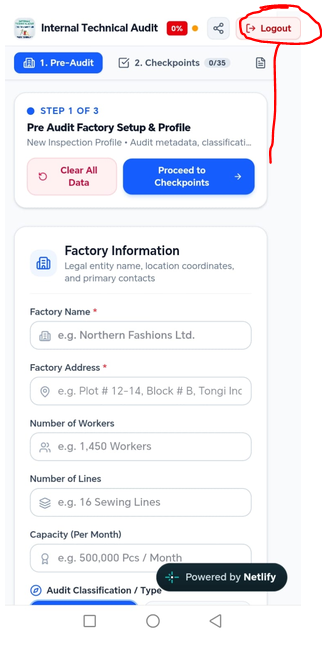 Internal Technical Audit
0%
Logout
1. Pre-Audit
2. Checkpoints 0/35
STEP 1 OF 3
Pre Audit Factory Setup & Profile
New Inspection Profile • Audit metadata, classificati...
Clear All
Data
Proceed to
Checkpoints
Factory Information
Legal entity name, location coordinates,
and primary contacts
Factory Name *
e.g. Northern Fashions Ltd.
Factory Address *
e.g. Plot # 12-14, Block # B, Tongi Inc
Number of Workers
e.g. 1,450 Workers
Number of Lines
e.g. 16 Sewing Lines
Capacity (Per Month)
e.g. 500,000 Pcs / Month
Powered by Netlify
Audit Classification / Type